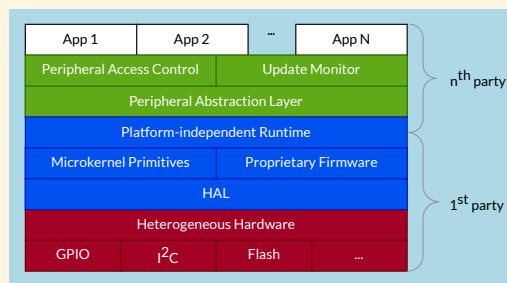 App 1 App 2 ... App N
Peripheral Access Control Update Monitor
Peripheral Abstraction Layer
nth party
Platform-independent Runtime
Microkernel Primitives Proprietary Firmware
HAL
1st party
Heterogeneous Hardware
GPIO I2C Flash ...